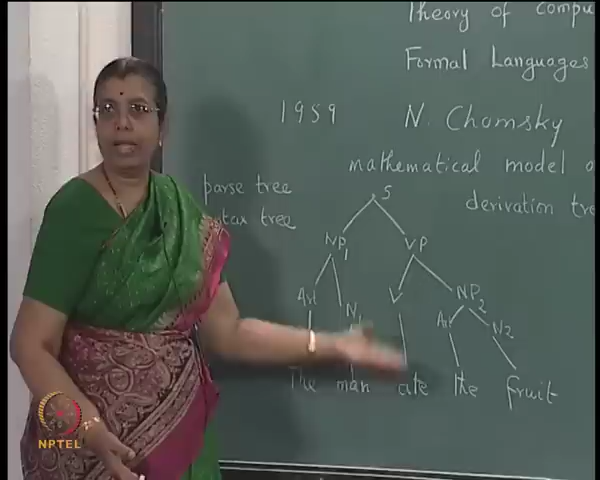 Theory of Compu
Formal Languages
1959 N. Chomsky
mathematical model o
parse tree
derivation tre
S
NP1 VP
Art N1 V NP2
Art N2
The man ate the fruit
NPTEL